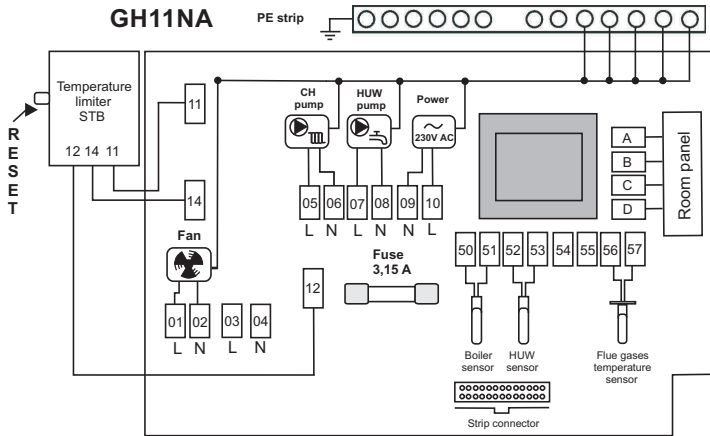 GH11NA
PE strip
Temperature
limiter
STB
12 14 11
RESET
11
14
CH
pump
HUW
pump
Power
230V AC
05 06 07 08 09 10
L N L N N L
A
B
C
D
Room panel
Fan
01 02 03 04
L N L N
12
Fuse
3,15 A
50 51 52 53 54 55 56 57
Boiler
sensor
HUW
sensor
Flue gases
temperature
sensor
Strip connector